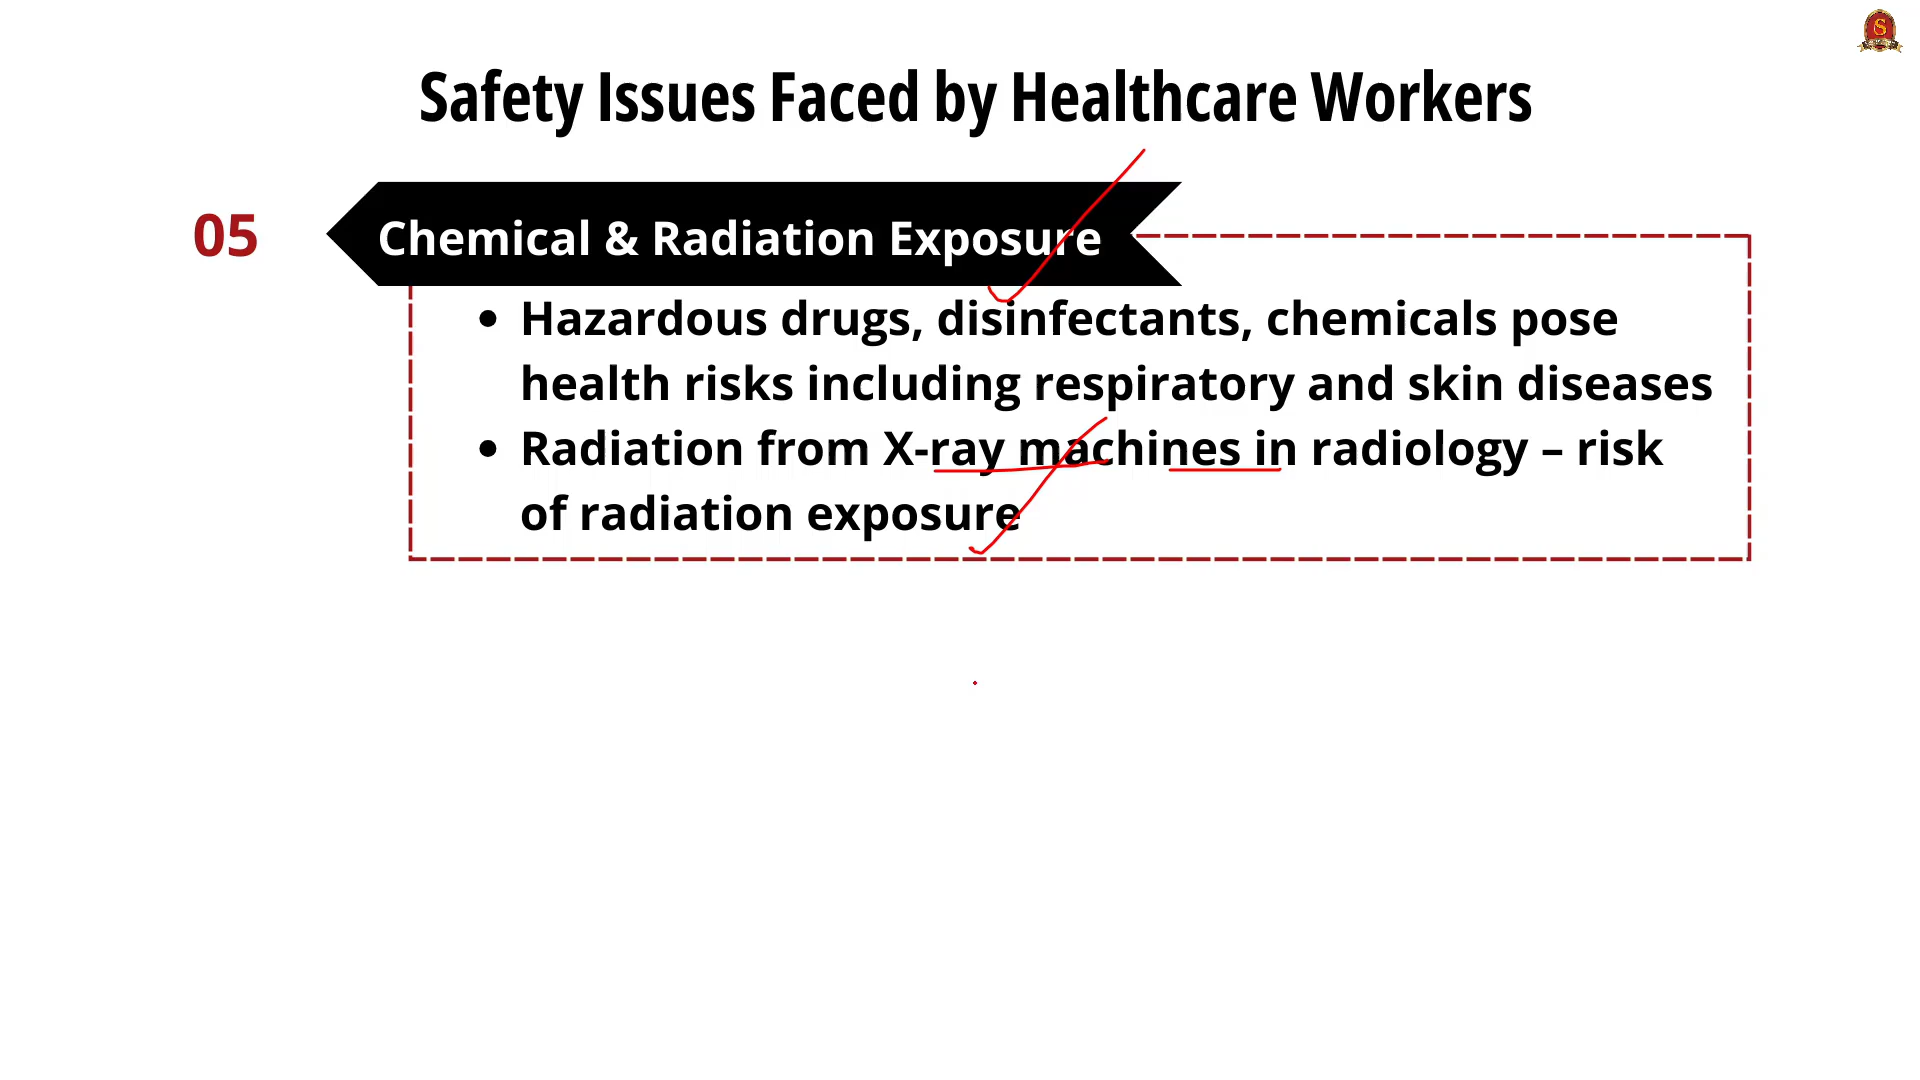 Safety Issues Faced by Healthcare Workers
05
Chemical & Radiation Exposure
• Hazardous drugs, disinfectants, chemicals pose
health risks including respiratory and skin diseases
• Radiation from X-ray machines in radiology – risk
of radiation exposure
S